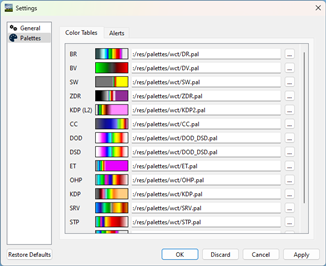 Settings
General
Palettes
Color Tables
Alerts
BR :/res/palettes/wct/DR.pal ...
BV :/res/palettes/wct/DV.pal ...
SW :/res/palettes/wct/SW.pal ...
ZDR :/res/palettes/wct/ZDR.pal ...
KDP (L2) :/res/palettes/wct/KDP2.pal ...
CC :/res/palettes/wct/CC.pal ...
DOD :/res/palettes/wct/DOD_DSD.pal ...
DSD :/res/palettes/wct/DOD_DSD.pal ...
ET :/res/palettes/wct/ET.pal ...
OHP :/res/palettes/wct/OHP.pal ...
KDP :/res/palettes/wct/KDP.pal ...
SRV :/res/palettes/wct/SRV.pal ...
STP :/res/palettes/wct/STP.pal ...
Restore Defaults
OK
Discard
Cancel
Apply